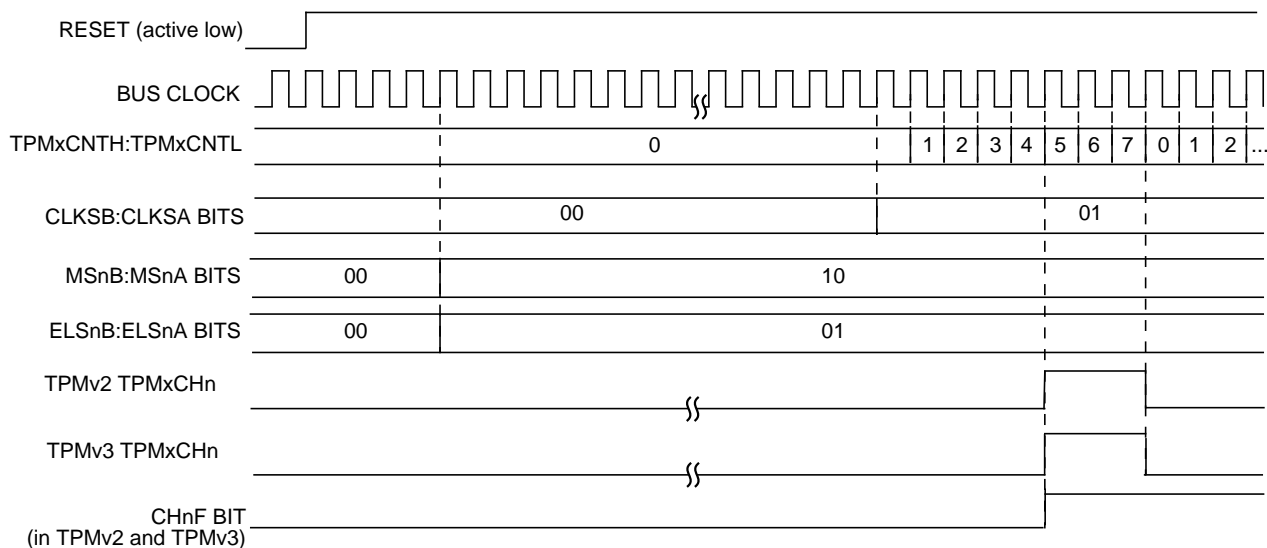 RESET (active low)
BUS CLOCK
TPMxCNTH:TPMxCNTL 0 1 2 3 4 5 6 7 0 1 2 ...
CLKSB:CLKSA BITS 00 01
MSnB:MSnA BITS 00 10
ELSnB:ELSnA BITS 00 01
TPMv2 TPMxCHn
TPMv3 TPMxCHn
CHnF BIT
(in TPMv2 and TPMv3)